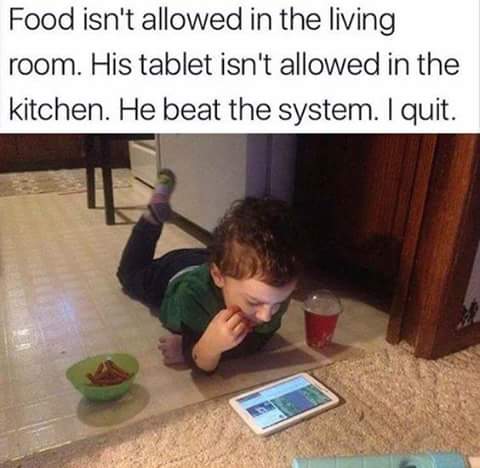 Food isn't allowed in the living
room. His tablet isn't allowed in the
kitchen. He beat the system. I quit.